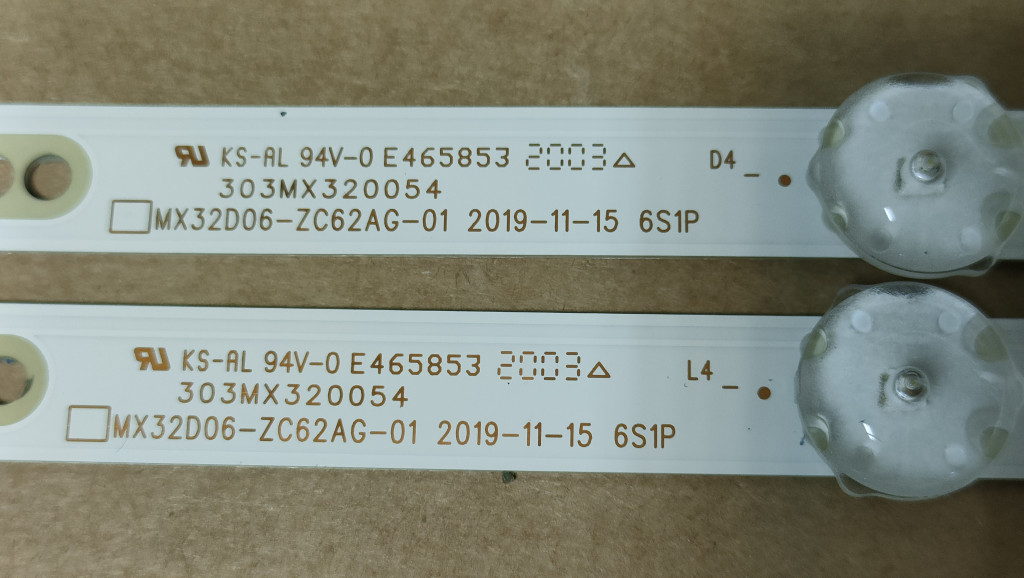 KS-AL 94V-0 E465853 2003 D4
303MX320054
MX32D06-ZC62AG-01 2019-11-15 6S1P
KS-AL 94V-0 E465853 2003 L4
303MX320054
MX32D06-ZC62AG-01 2019-11-15 6S1P